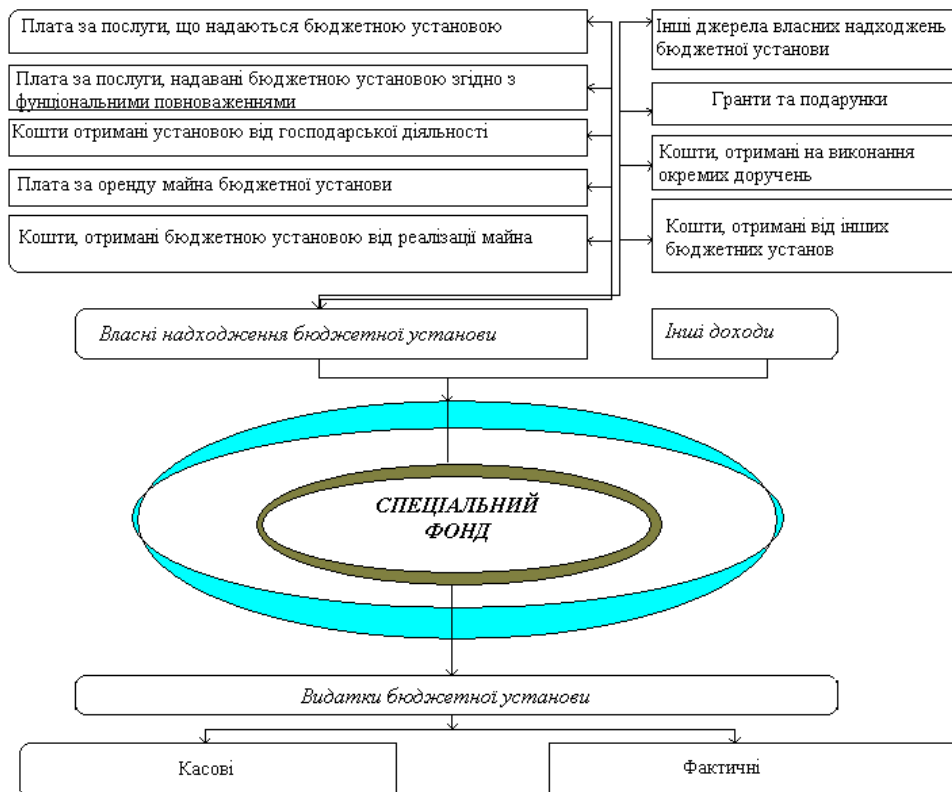 Плата за послуги, що надаються бюджетною установою
Плата за послуги, надавані бюджетною установою згідно з
фунціональними повноваженнями
Кошти отримані установою від господарської діяльності
Плата за оренду майна бюджетної установи
Кошти, отримані бюджетною установою від реалізації майна
Інші джерела власних надходжень
бюджетної установи
Гранти та подарунки
Кошти, отримані на виконання
окремих доручень
Кошти, отримані від інших
бюджетних установ
Власні надходження бюджетної установи
Інші доходи
СПЕЦІАЛЬНИЙ
ФОНД
Видатки бюджетної установи
Касові
Фактичні